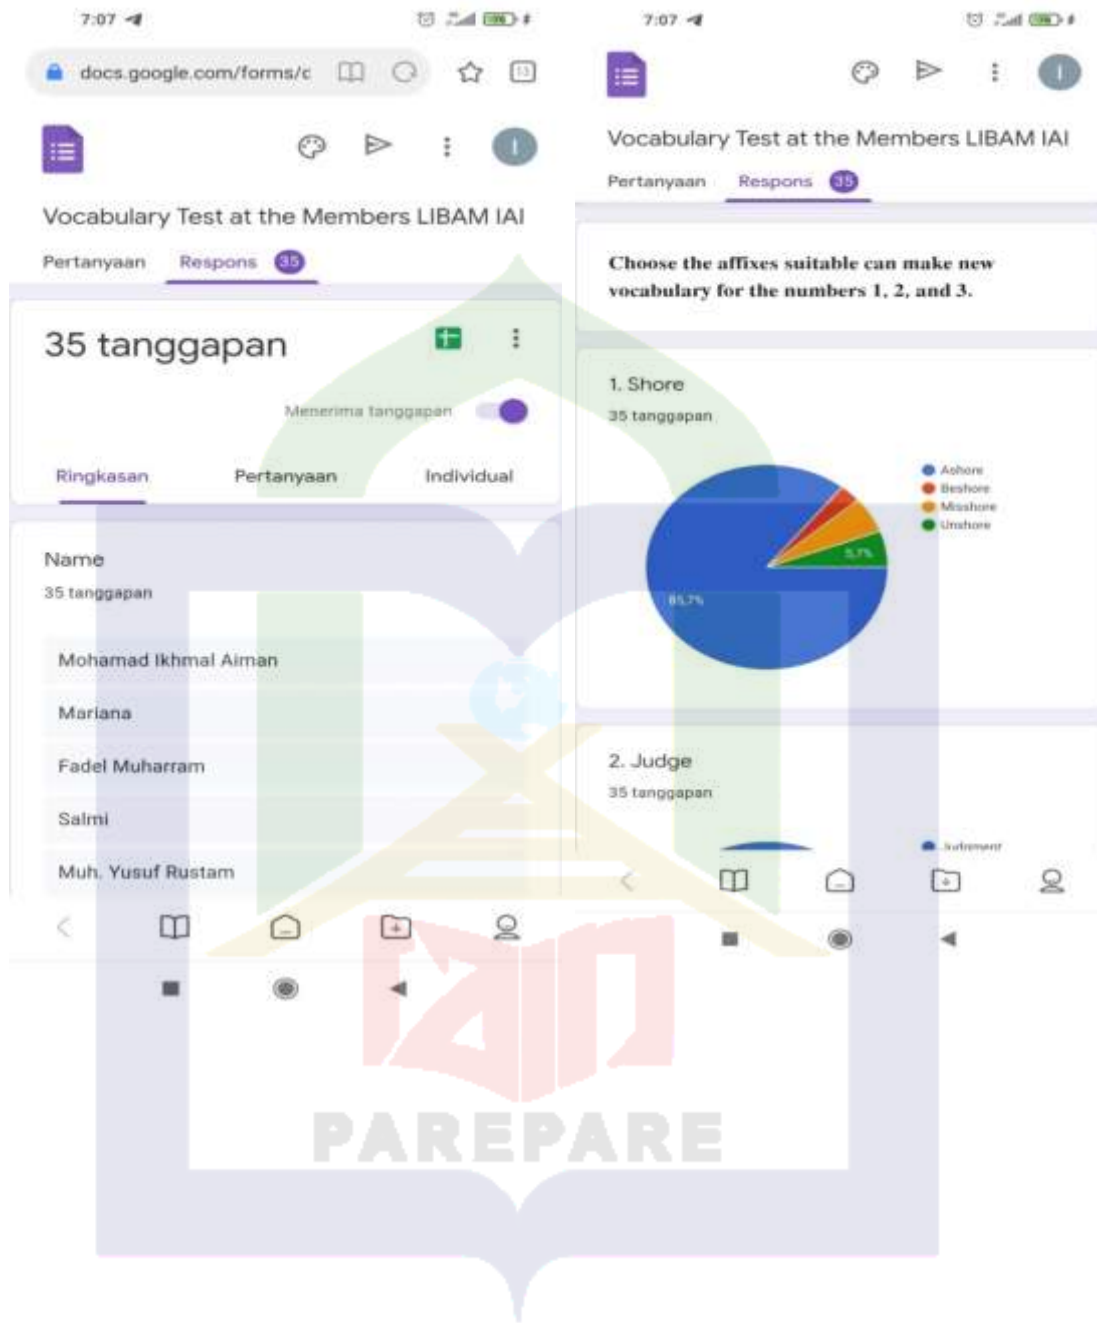 7:07
docs.google.com/forms/c
13
I
Vocabulary Test at the Members LIBAM IAI
Pertanyaan Respons 35
35 tanggapan
Menerima tanggapan
Ringkasan Pertanyaan Individual
Name
35 tanggapan
Mohamad Ikhmal Aiman
Mariana
Fadel Muharram
Salmi
Muh. Yusuf Rustam
7:07
I
Vocabulary Test at the Members LIBAM IAI
Pertanyaan Respons 35
Choose the affixes suitable can make new
vocabulary for the numbers 1, 2, and 3.
1. Shore
35 tanggapan
Ashore
Beshore
Misshore
Unshore
5,7%
85,7%
2. Judge
35 tanggapan
PAREPARE